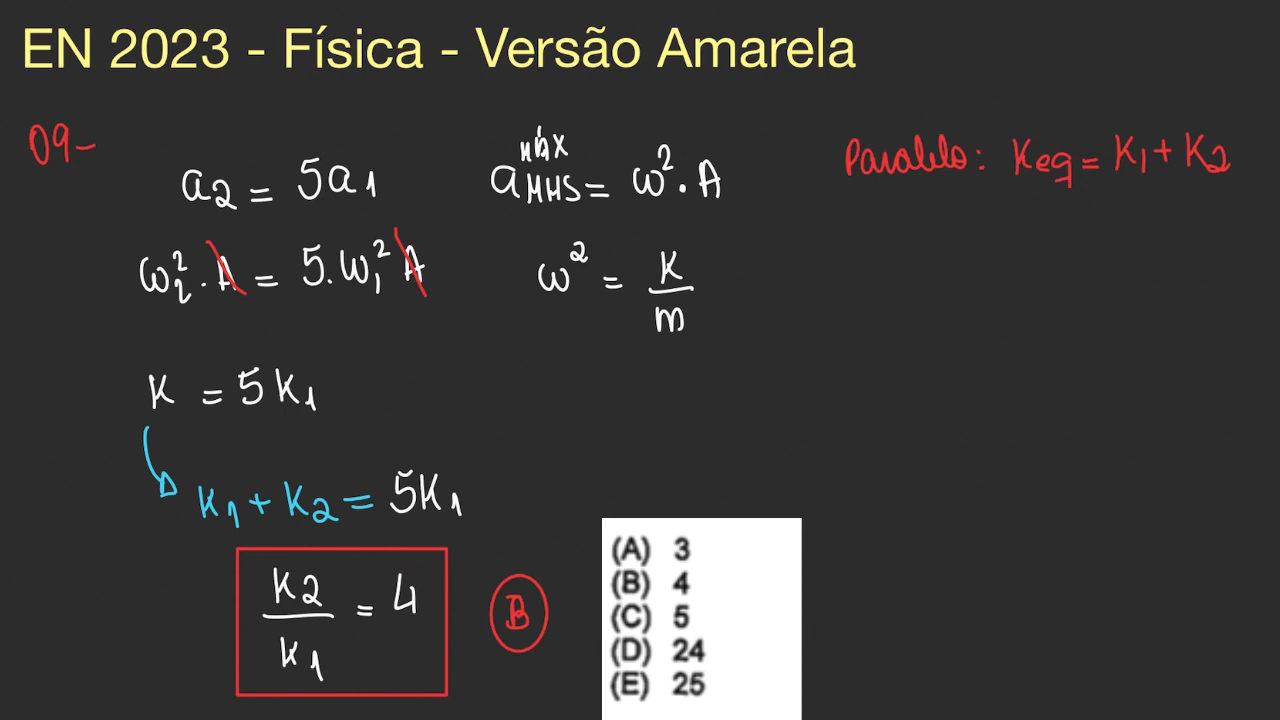 EN 2023 - Física - Versão Amarela
09-
a2 = 5a1
máx
aMHS = ω². A
Paralelo: Keq = K1 + K2
ω2². A = 5. ω1² A
ω² = K/m
K = 5K1
K1 + K2 = 5K1
K2/K1 = 4
B
(A) 3
(B) 4
(C) 5
(D) 24
(E) 25